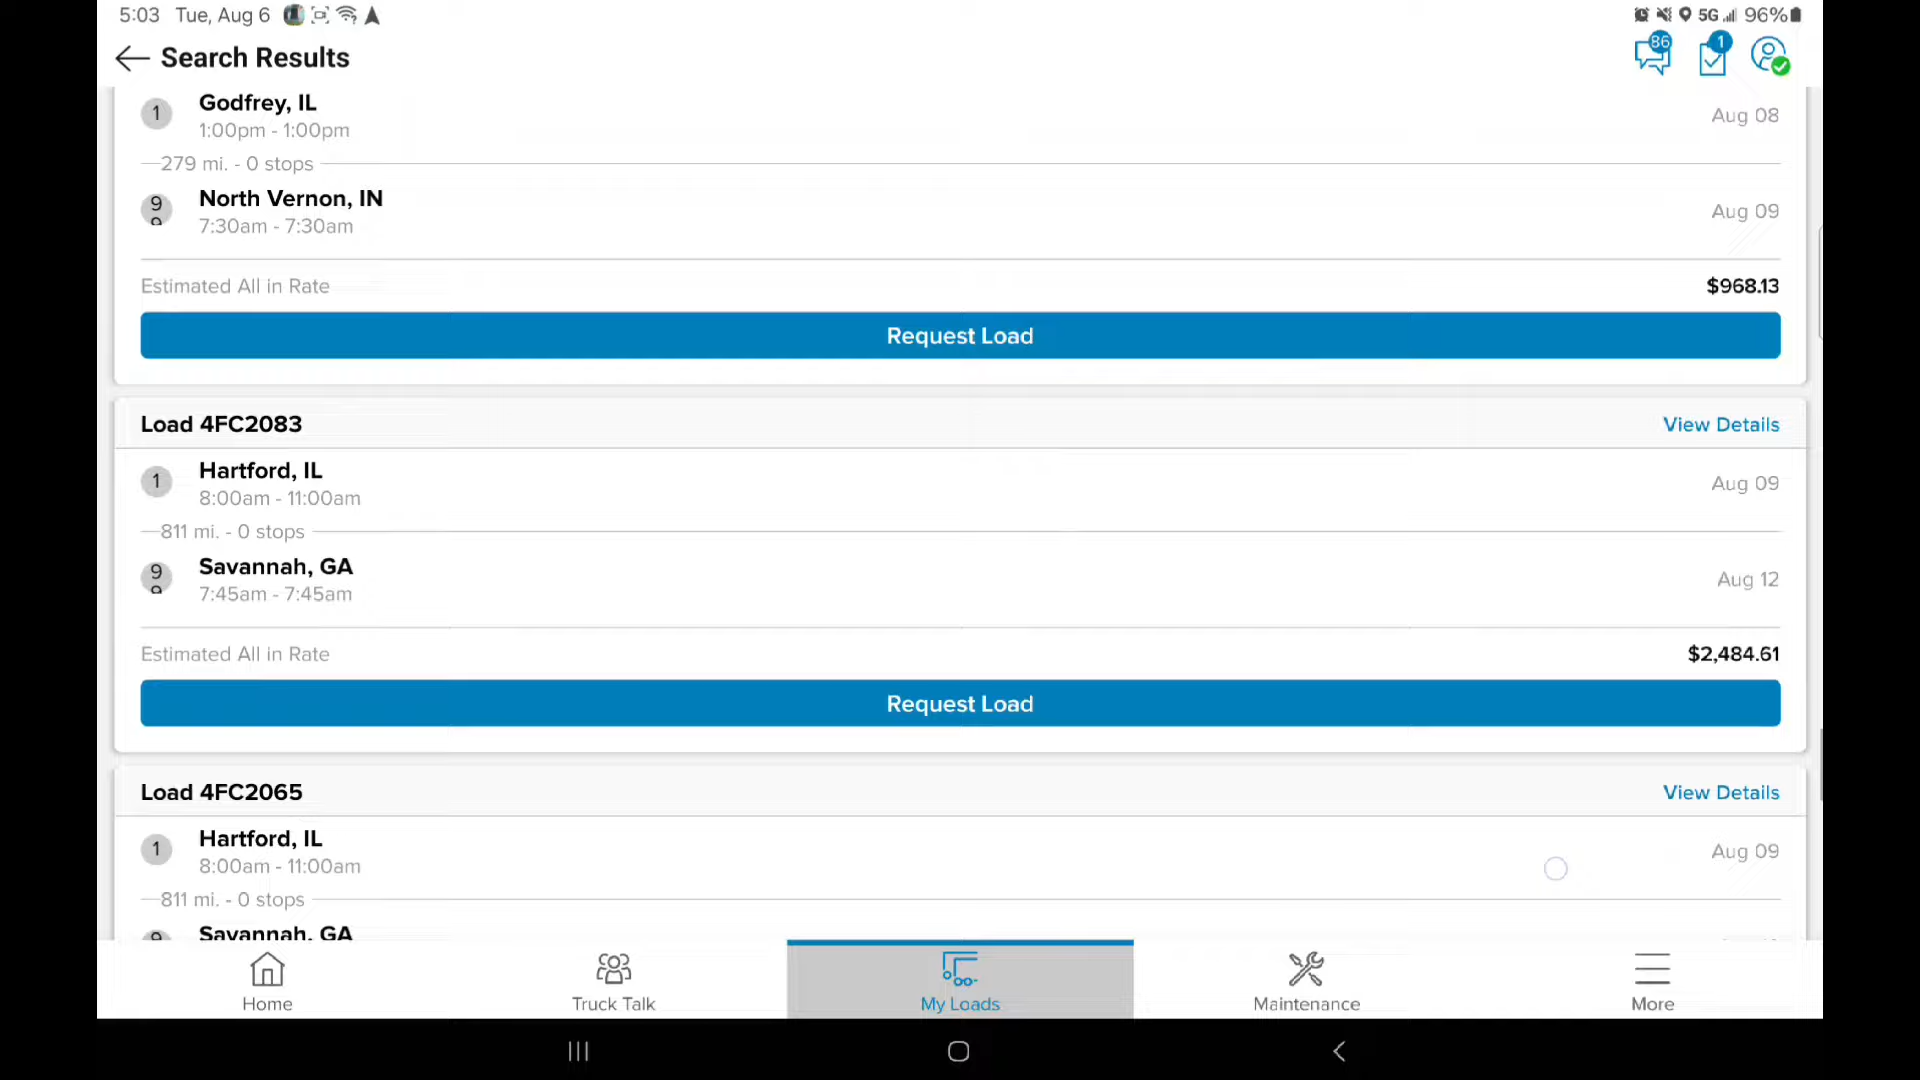 5:03 Tue, Aug 6 5G 96%
Search Results 86 1
1 Godfrey, IL Aug 08
1:00pm - 1:00pm
279 mi. - 0 stops
99 North Vernon, IN Aug 09
7:30am - 7:30am
Estimated All in Rate $968.13
Request Load
Load 4FC2083 View Details
1 Hartford, IL Aug 09
8:00am - 11:00am
811 mi. - 0 stops
99 Savannah, GA Aug 12
7:45am - 7:45am
Estimated All in Rate $2,484.61
Request Load
Load 4FC2065 View Details
1 Hartford, IL Aug 09
8:00am - 11:00am
811 mi. - 0 stops
9 Savannah, GA
Home Truck Talk My Loads Maintenance More